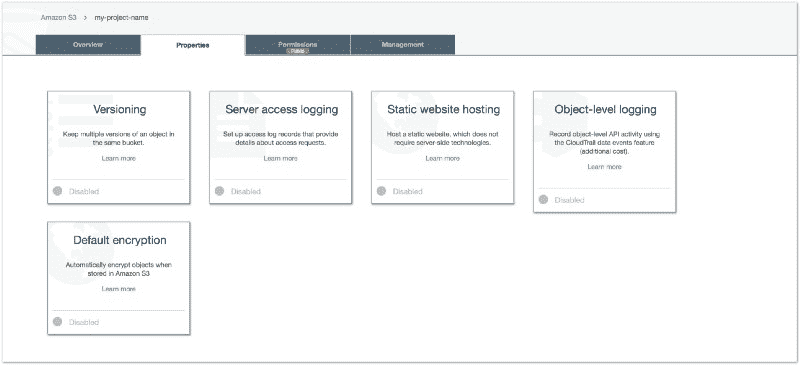 Amazon S3 > my-project-name
Overview
Properties
Permissions
Public
Management
Versioning
Keep multiple versions of an object in
the same bucket.
Learn more
Disabled
Server access logging
Set up access log records that provide
details about access requests.
Learn more
Disabled
Static website hosting
Host a static website, which does not
require server-side technologies.
Learn more
Disabled
Object-level logging
Record object-level API activity using
the CloudTrail data events feature
(additional cost).
Learn more
Disabled
Default encryption
Automatically encrypt objects when
stored in Amazon S3
Learn more
Disabled